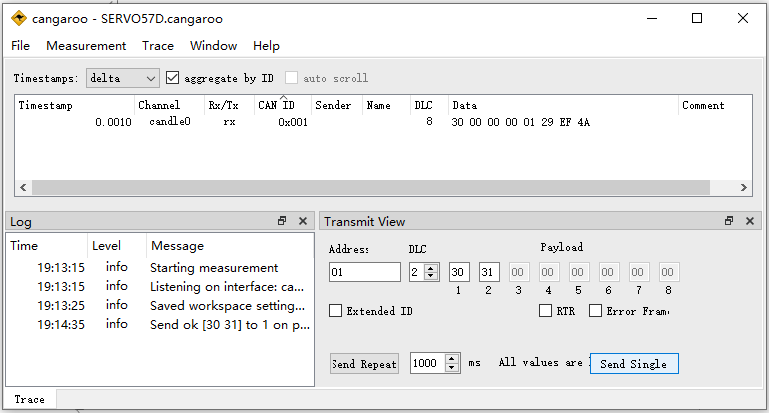 cangaroo - SERVO57D.cangaroo
File Measurement Trace Window Help
Timestamps: delta aggregate by ID auto scroll
Timestamp Channel Rx/Tx CAN ID Sender Name DLC Data Comment
0.0010 candle0 rx 0x001 8 30 00 00 00 01 29 EF 4A
Log
Time Level Message
19:13:15 info Starting measurement
19:13:15 info Listening on interface: ca...
19:13:25 info Saved workspace setting...
19:14:35 info Send ok [30 31] to 1 on p...
Transmit View
Address DLC Payload
01 2 30 31 00 00 00 00 00 00
1 2 3 4 5 6 7 8
Extended ID RTR Error Fram
Send Repeat 1000 ms All values are Send Single
Trace